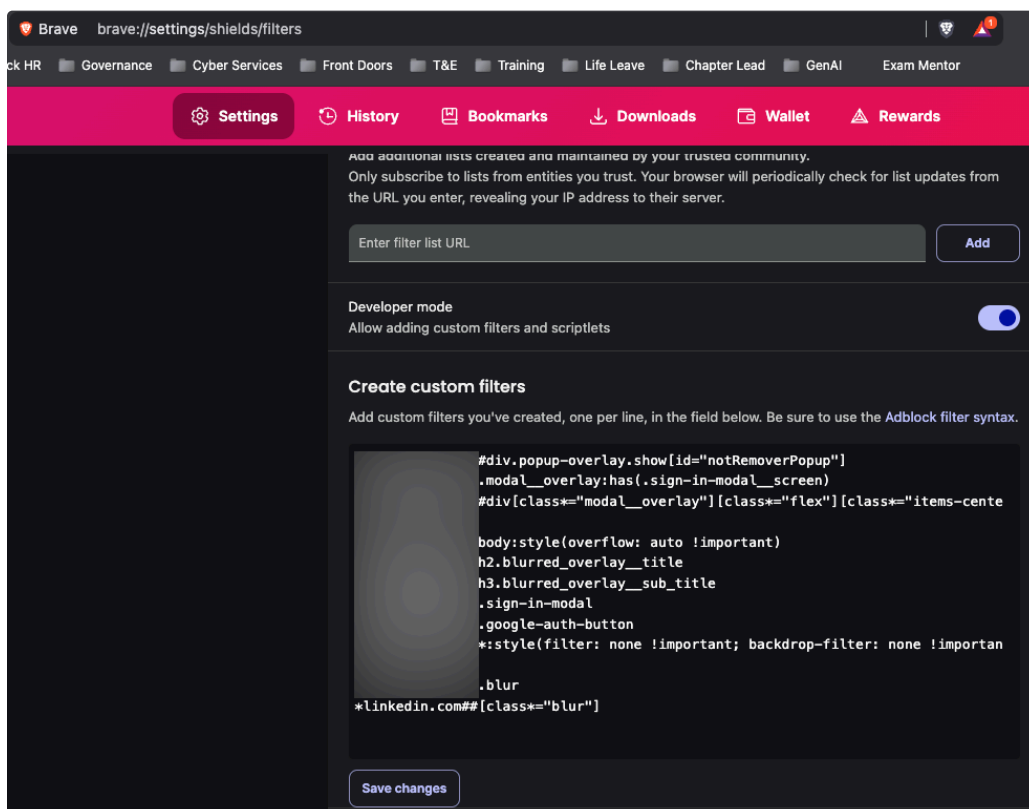 Brave brave://settings/shields/filters
1
ck HR Governance Cyber Services Front Doors T&E Training Life Leave Chapter Lead GenAI Exam Mentor
Settings History Bookmarks Downloads Wallet Rewards
Add additional lists created and maintained by your trusted community.
Only subscribe to lists from entities you trust. Your browser will periodically check for list updates from
the URL you enter, revealing your IP address to their server.
Enter filter list URL Add
Developer mode
Allow adding custom filters and scriptlets
Create custom filters
Add custom filters you've created, one per line, in the field below. Be sure to use the Adblock filter syntax.
#div.popup-overlay.show[id="notRemoverPopup"]
.modal__overlay:has(.sign-in-modal__screen)
#div[class*="modal__overlay"][class*="flex"][class*="items-cente
body:style(overflow: auto !important)
h2.blurred_overlay__title
h3.blurred_overlay__sub_title
.sign-in-modal
.google-auth-button
*:style(filter: none !important; backdrop-filter: none !importan
.blur
*linkedin.com##[class*="blur"]
Save changes